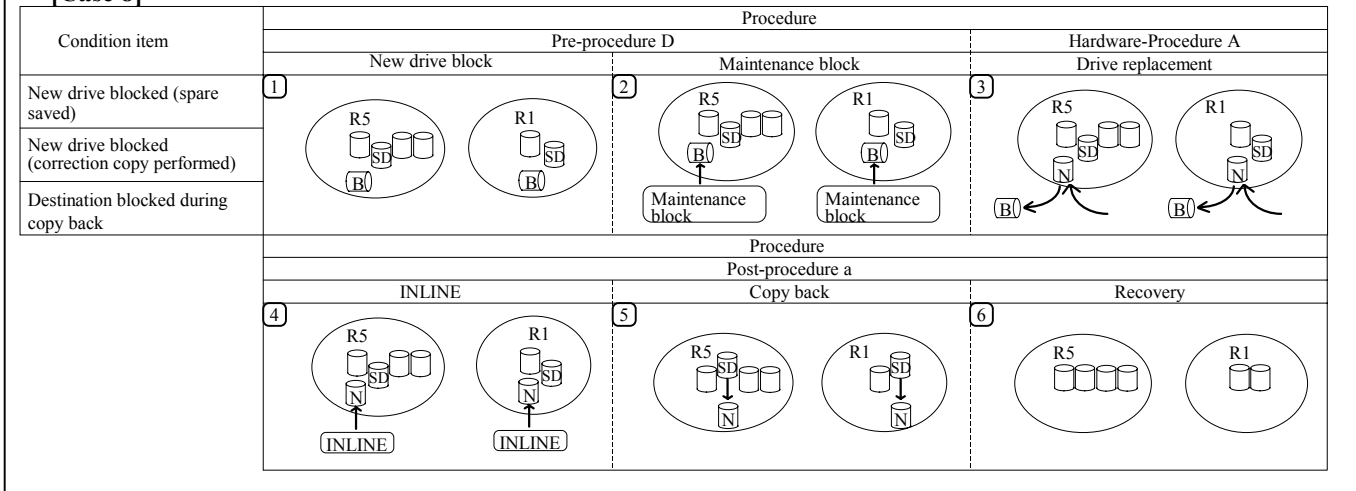 [Case 8]
Condition item
Procedure
Pre-procedure D
Hardware-Procedure A
New drive block
Maintenance block
Drive replacement
New drive blocked (spare
saved)
New drive blocked
(correction copy performed)
Destination blocked during
copy back
1
R5
SD
B
R1
SD
B
2
R5
SD
B
Maintenance
block
R1
SD
B
Maintenance
block
3
R5
SD
N
B
R1
SD
N
B
Procedure
Post-procedure a
INLINE
Copy back
Recovery
4
R5
SD
N
INLINE
R1
SD
N
INLINE
5
R5
SD
N
R1
SD
N
6
R5
R1